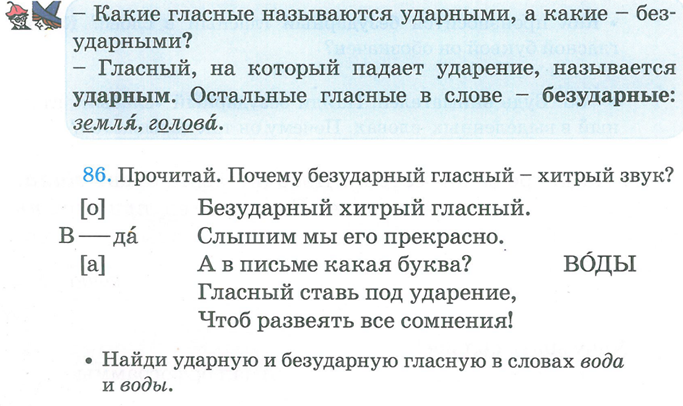 – Какие гласные называются ударными, а какие – без-
ударными?
– Гласный, на который падает ударение, называется
ударным. Остальные гласные в слове – безударные:
земля́, голова́.
86. Прочитай. Почему безударный гласный – хитрый звук?
[о] Безударный хитрый гласный.
В — да́ Слышим мы его прекрасно.
[а] А в письме какая буква? ВО́ДЫ
Гласный ставь под ударение,
Чтоб развеять все сомнения!
• Найди ударную и безударную гласную в словах вода
и воды.